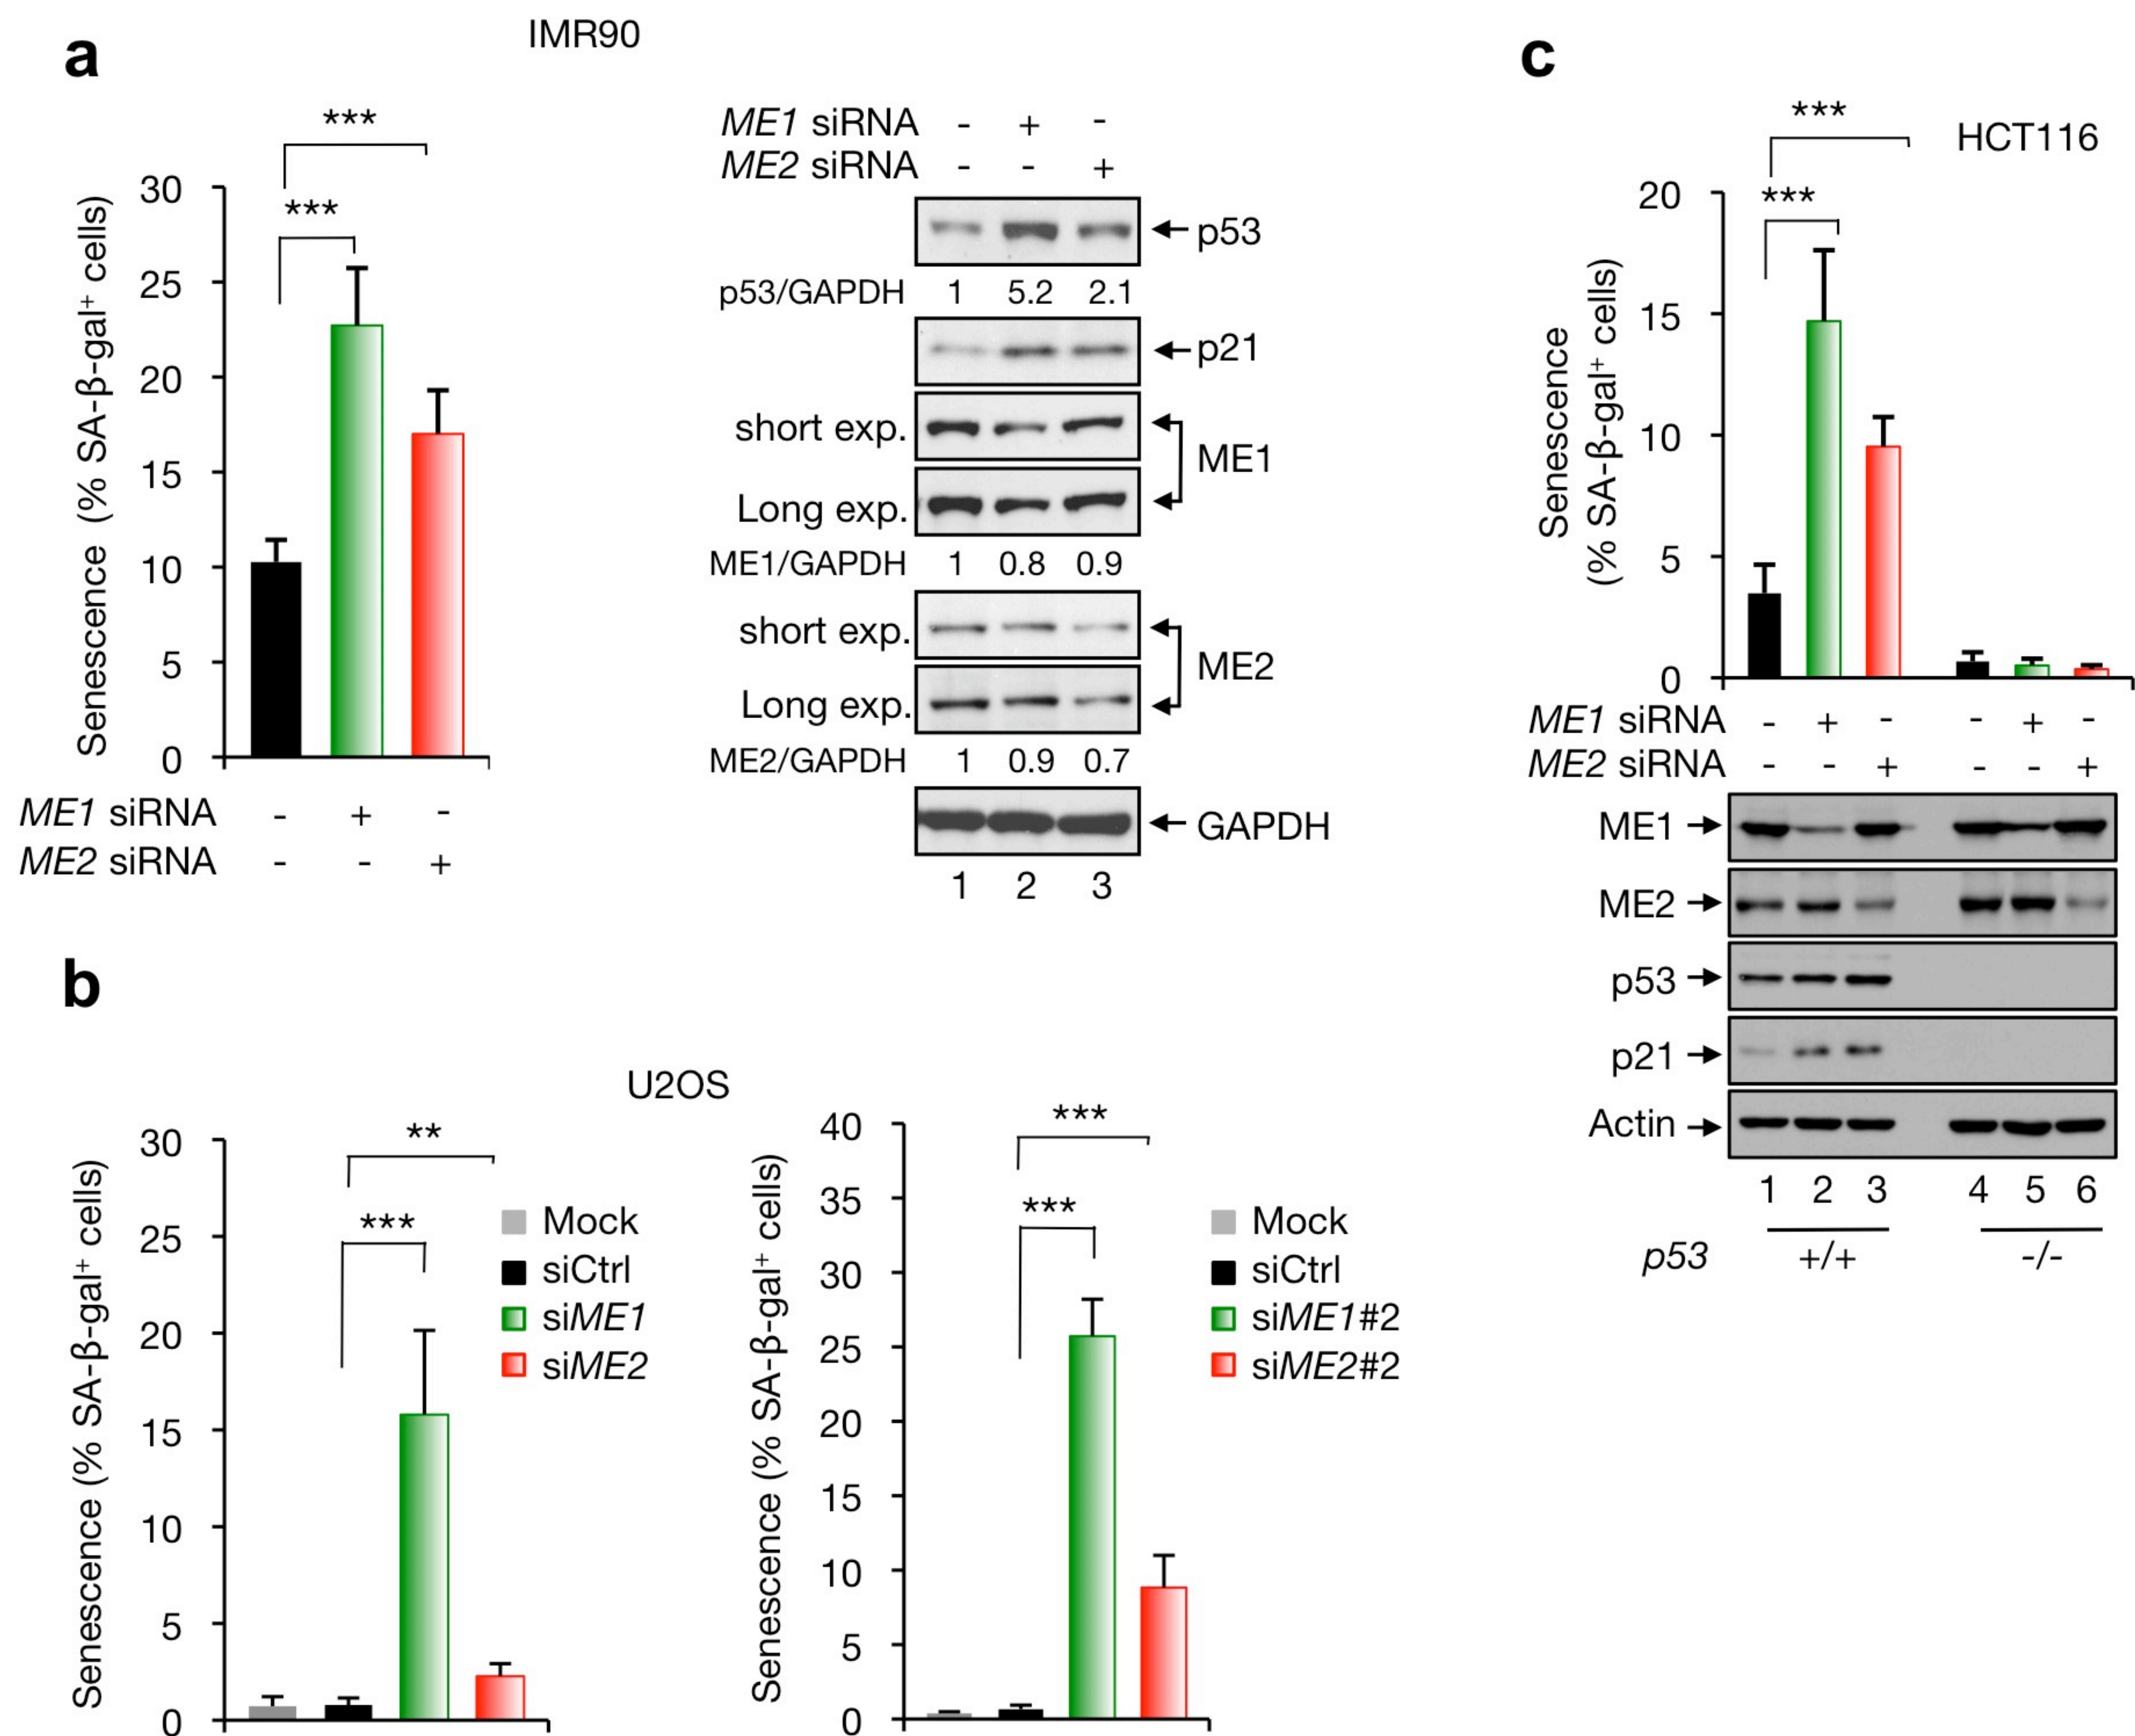 a
IMR90
***
***
30
25
20
15
10
5
0
Senescence (% SA-β-gal⁺ cells)
ME1 siRNA - + -
ME2 siRNA - - +
ME1 siRNA - + -
ME2 siRNA - - +
p53
p53/GAPDH 1 5.2 2.1
p21
short exp.
ME1
Long exp.
ME1/GAPDH 1 0.8 0.9
short exp.
ME2
Long exp.
ME2/GAPDH 1 0.9 0.7
GAPDH
1 2 3
b
U2OS
**
***
30
25
20
15
10
5
0
Senescence (% SA-β-gal⁺ cells)
Mock
siCtrl
siME1
siME2
***
***
40
35
30
25
20
15
10
5
0
Senescence (% SA-β-gal⁺ cells)
Mock
siCtrl
siME1#2
siME2#2
c
HCT116
***
***
20
15
10
5
0
Senescence
(% SA-β-gal⁺ cells)
ME1 siRNA - + - - + -
ME2 siRNA - - + - - +
ME1
ME2
p53
p21
Actin
1 2 3 4 5 6
p53 +/+ -/-